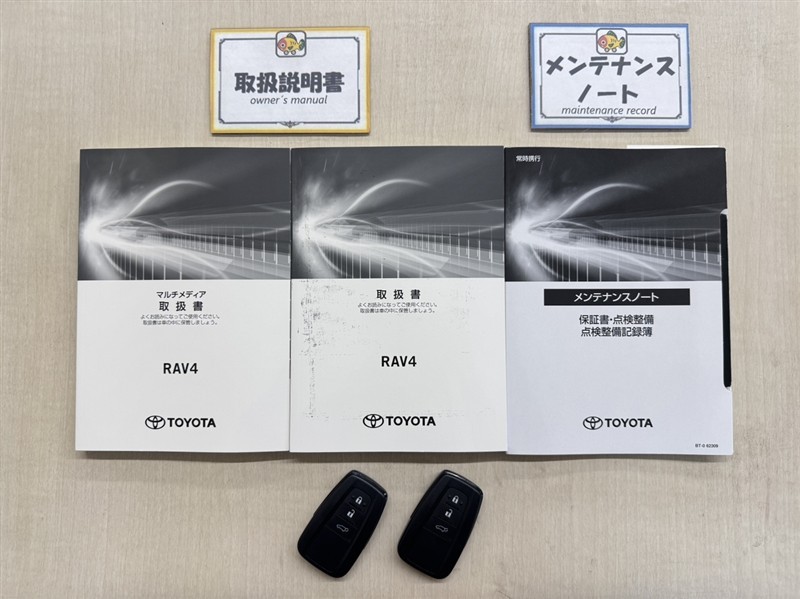 取扱説明書
owner's manual
メンテナンス
ノート
maintenance record
マルチメディア
取扱書
よくお読みになってご使用ください。
取扱書は車の中に保管しましょう。
RAV4
TOYOTA
取扱書
よくお読みになってご使用ください。
取扱書は車の中に保管しましょう。
RAV4
TOYOTA
常時携行
メンテナンスノート
保証書・点検整備
点検整備記録簿
TOYOTA